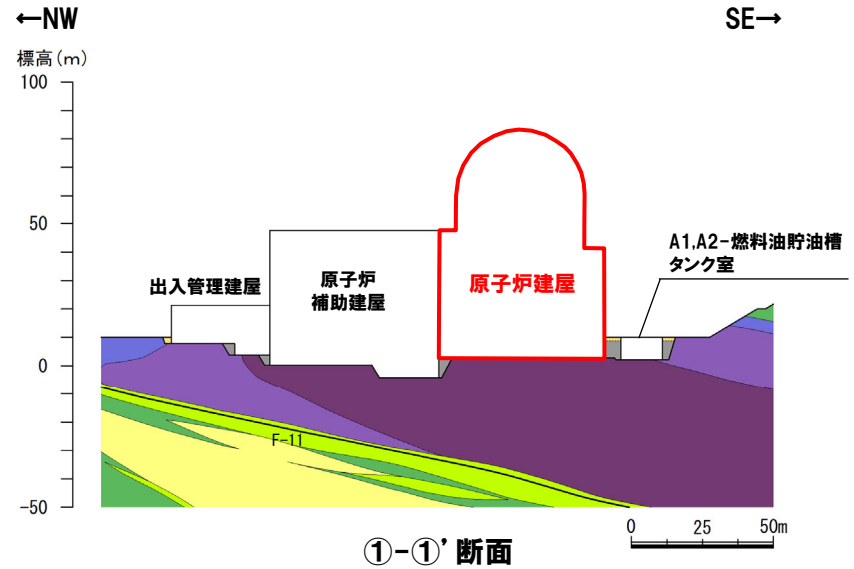 ←NW
SE→
標高(m)
100
50
0
-50
出入管理建屋
原子炉
補助建屋
原子炉建屋
A1,A2-燃料油貯油槽
タンク室
F-11
0 25 50m
①-①’断面